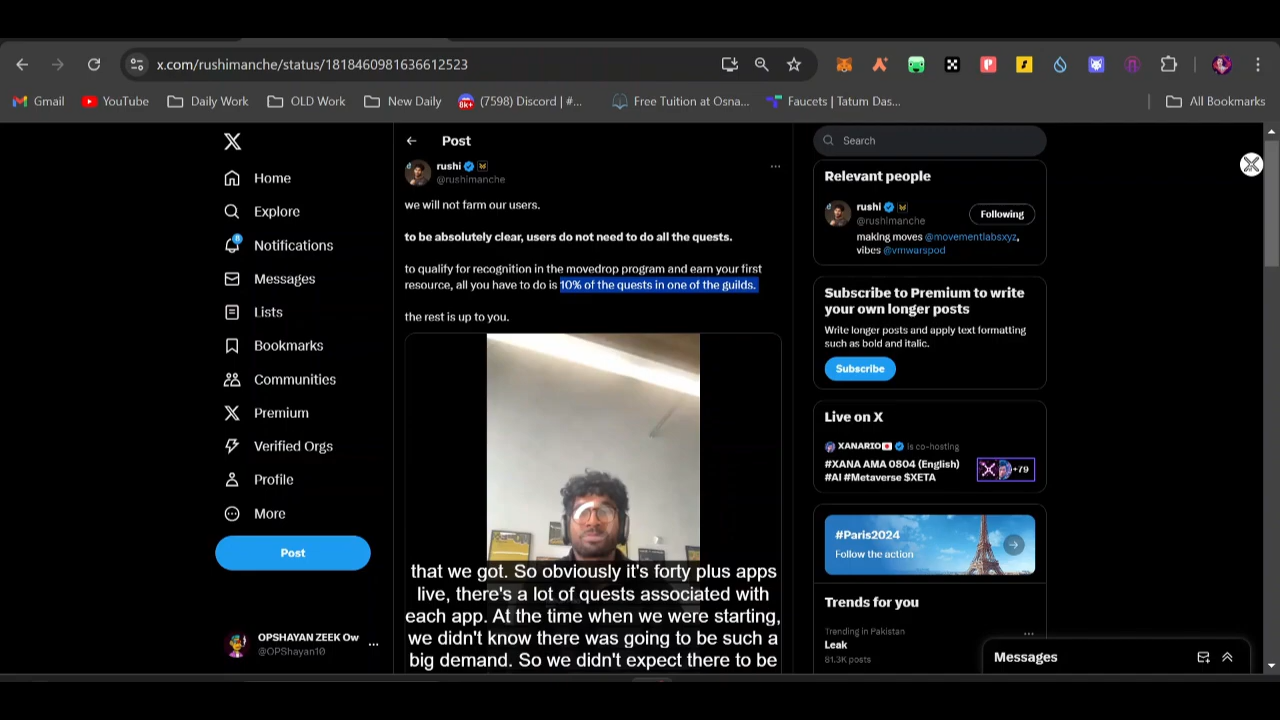 x.com/rushimanche/status/1818460981636612523
Gmail
YouTube
Daily Work
OLD Work
New Daily
8k+
(7598) Discord | #...
Free Tuition at Osna...
Faucets | Tatum Das...
All Bookmarks
Home
Explore
Notifications
Messages
Lists
Bookmarks
Communities
Premium
Verified Orgs
Profile
More
Post
OPSHAYAN ZEEK Ow
@OPShayan10
Post
rushi
@rushimanche
we will not farm our users.
to be absolutely clear, users do not need to do all the quests.
to qualify for recognition in the movedrop program and earn your first
resource, all you have to do is 10% of the quests in one of the guilds.
the rest is up to you.
that we got. So obviously it's forty plus apps
live, there's a lot of quests associated with
each app. At the time when we were starting,
we didn't know there was going to be such a
big demand. So we didn't expect there to be
Search
Relevant people
rushi
@rushimanche
Following
making moves @movementlabsxyz,
vibes @vmwarspod
Subscribe to Premium to write
your own longer posts
Write longer posts and apply text formatting
such as bold and italic.
Subscribe
Live on X
XANARIO is co-hosting
#XANA AMA 0804 (English)
#AI #Metaverse $XETA
+79
#Paris2024
Follow the action
Trends for you
Trending in Pakistan
Leak
81.3K posts
Messages